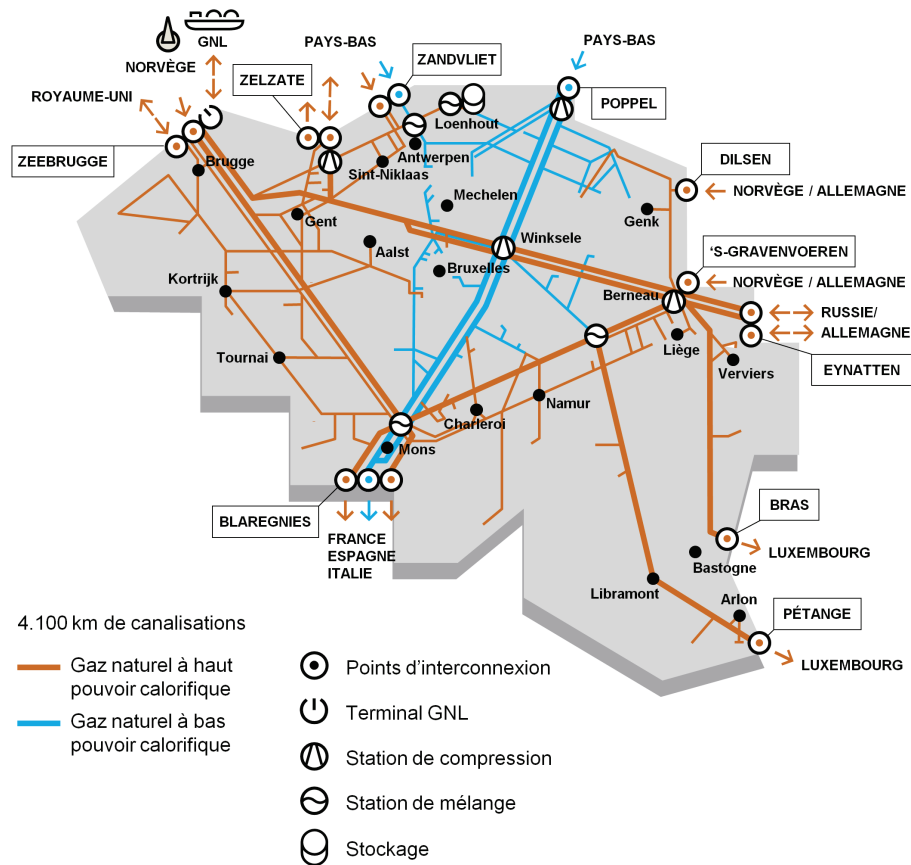 GNL
NORVÈGE
PAYS-BAS
PAYS-BAS
ZELZATE
ZANDVLIET
POPPEL
ROYAUME-UNI
ZEEBRUGGE
Loenhout
Brugge
Antwerpen
Sint-Niklaas
DILSEN
NORVÈGE / ALLEMAGNE
Mechelen
Genk
Gent
Winksele
Aalst
'S-GRAVENVOEREN
Bruxelles
NORVÈGE / ALLEMAGNE
Kortrijk
Berneau
RUSSIE/
ALLEMAGNE
Liège
Tournai
Verviers
EYNATTEN
Namur
Charleroi
Mons
BLAREGNIES
BRAS
FRANCE
ESPAGNE
ITALIE
LUXEMBOURG
Bastogne
Libramont
Arlon
PÉTANGE
LUXEMBOURG
4.100 km de canalisations
Gaz naturel à haut
pouvoir calorifique
Gaz naturel à bas
pouvoir calorifique
Points d'interconnexion
Terminal GNL
Station de compression
Station de mélange
Stockage